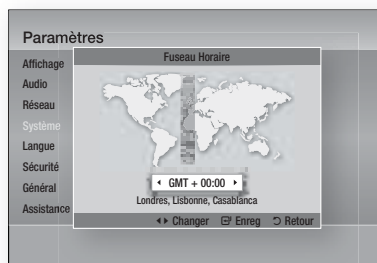 Paramètres
Fuseau Horaire
Affichage
Audio
Réseau
Système
Langue
Sécurité
Général
Assistance
GMT + 00:00
Londres, Lisbonne, Casablanca
Changer Enreg Retour